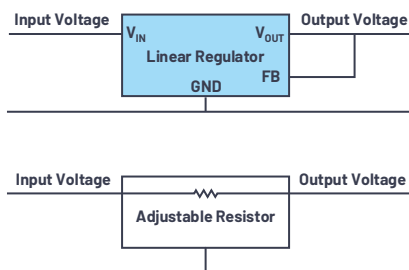 Input Voltage
Output Voltage
VIN
VOUT
Linear Regulator
FB
GND
Input Voltage
Output Voltage
Adjustable Resistor